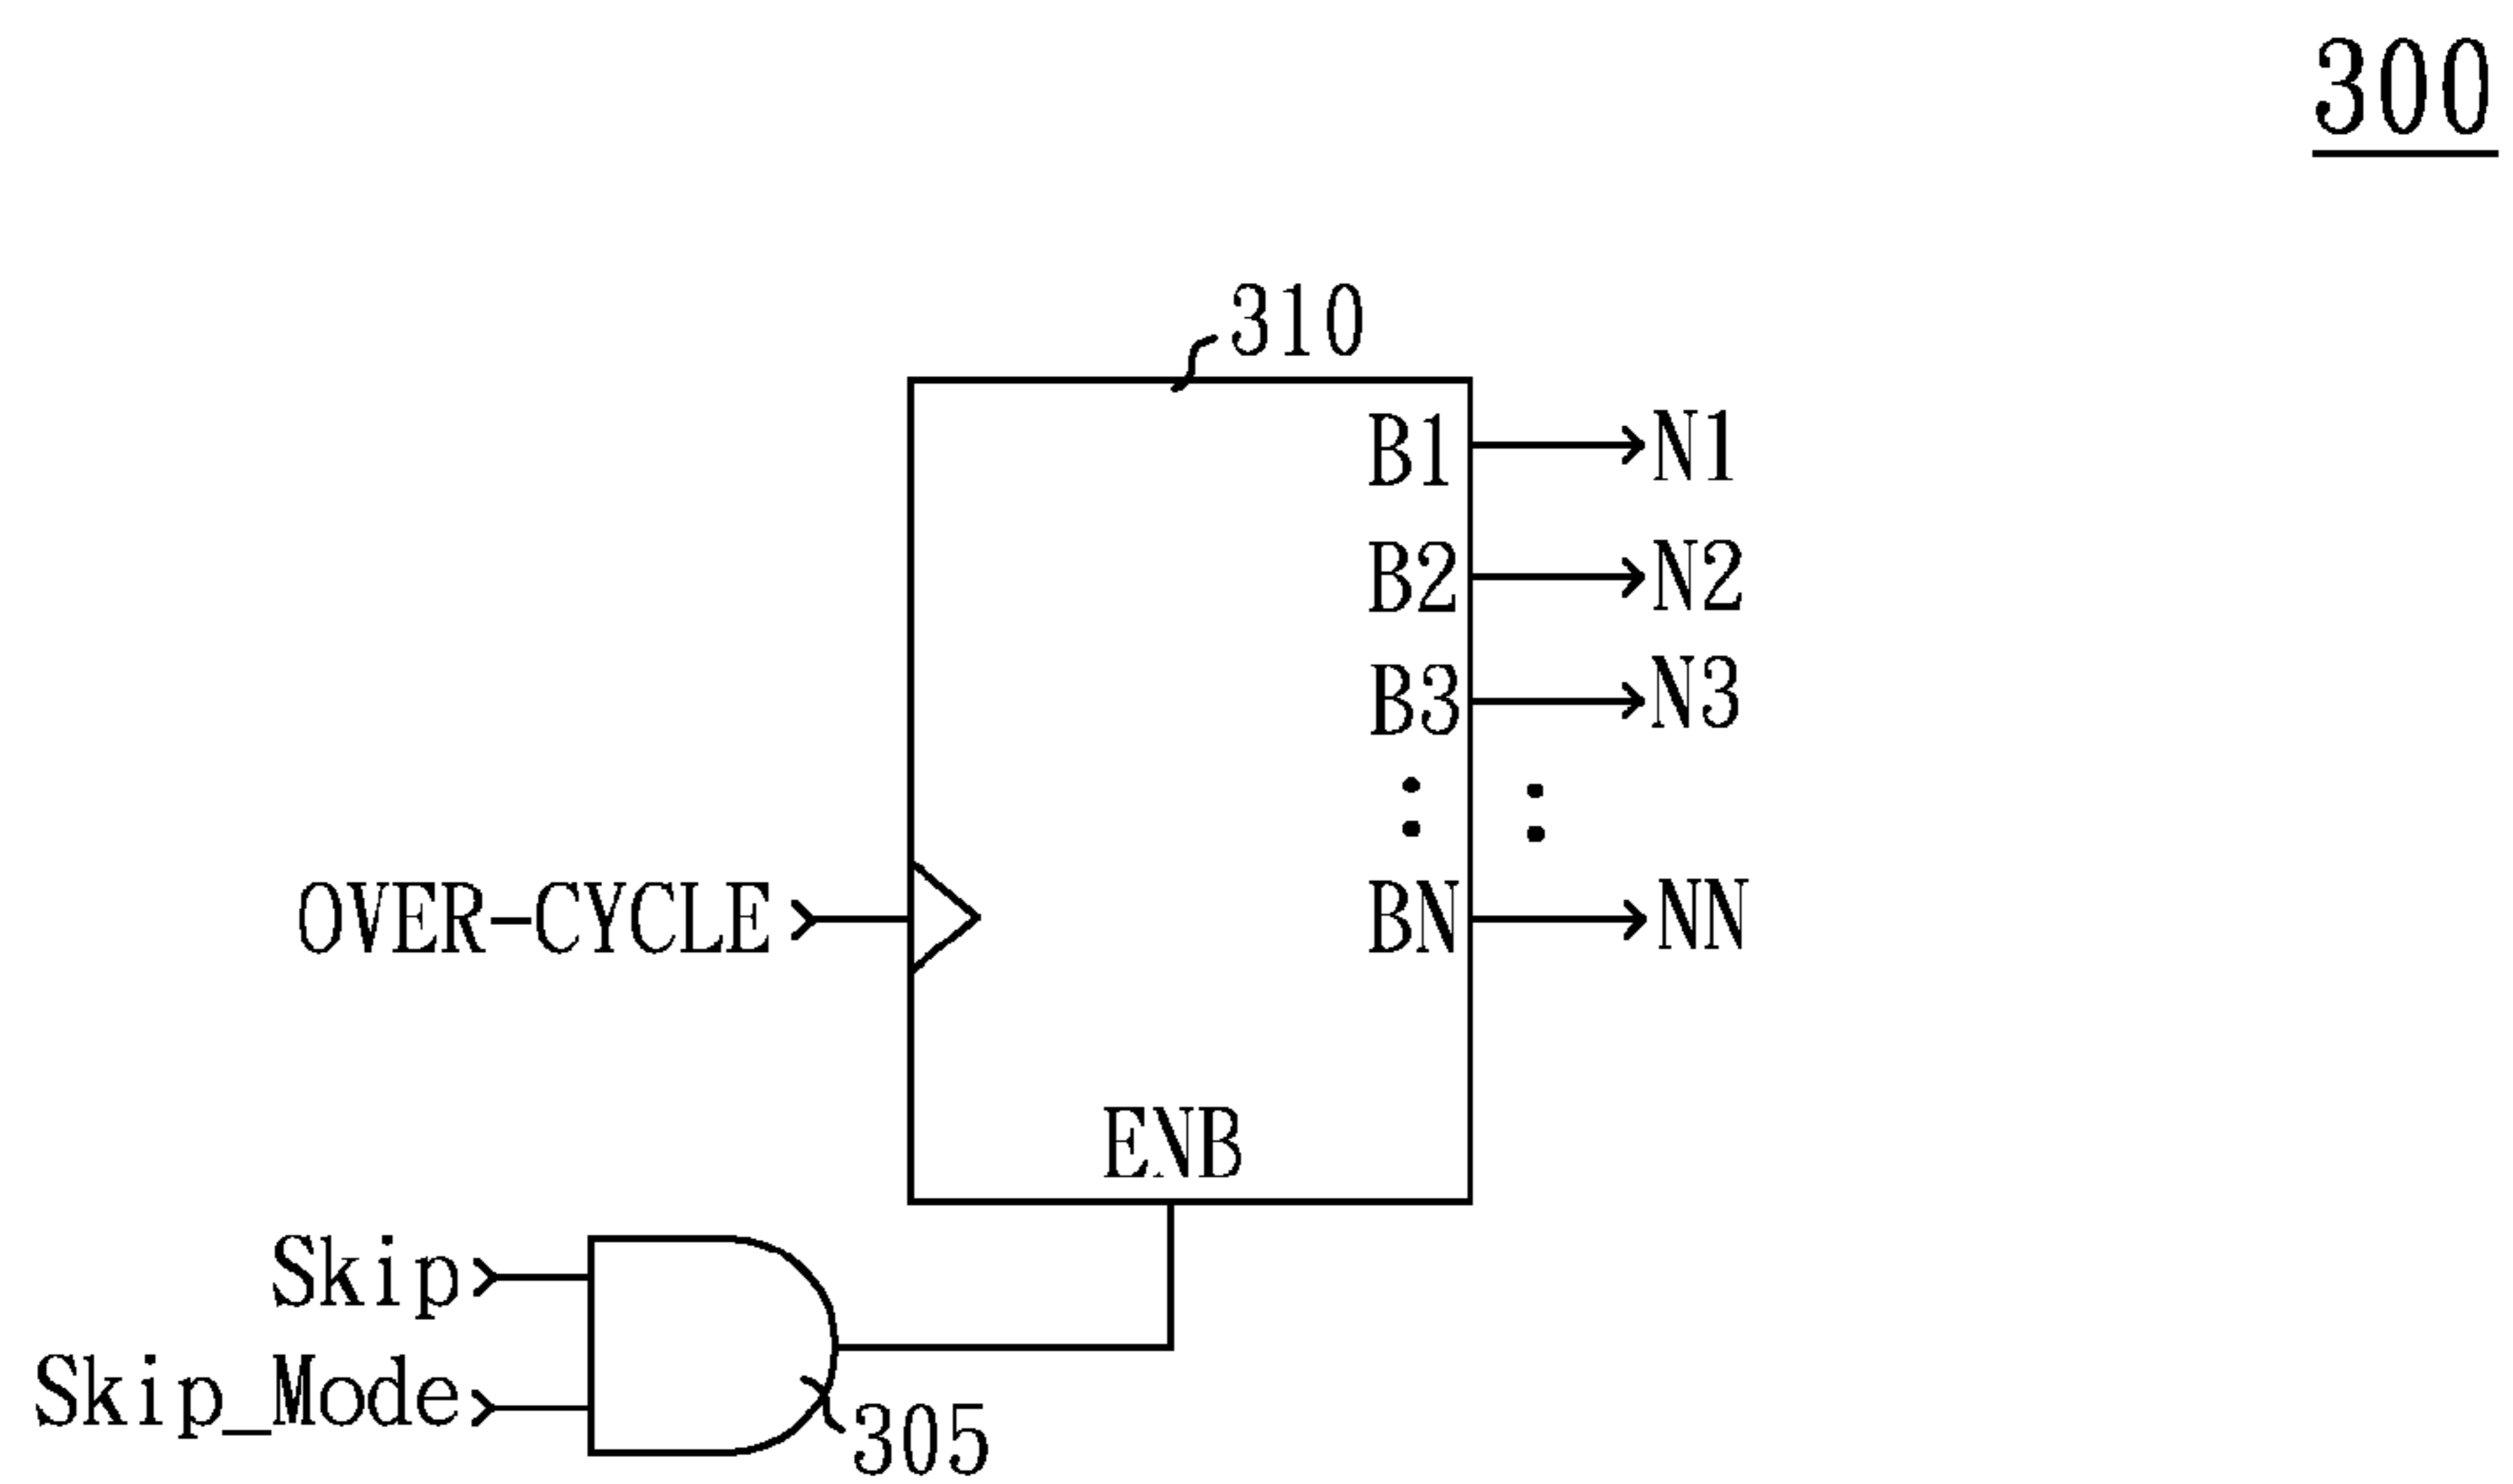 300
310
B1 N1
B2 N2
B3 N3
: :
OVER-CYCLE BN NN
ENB
Skip
Skip_Mode
305